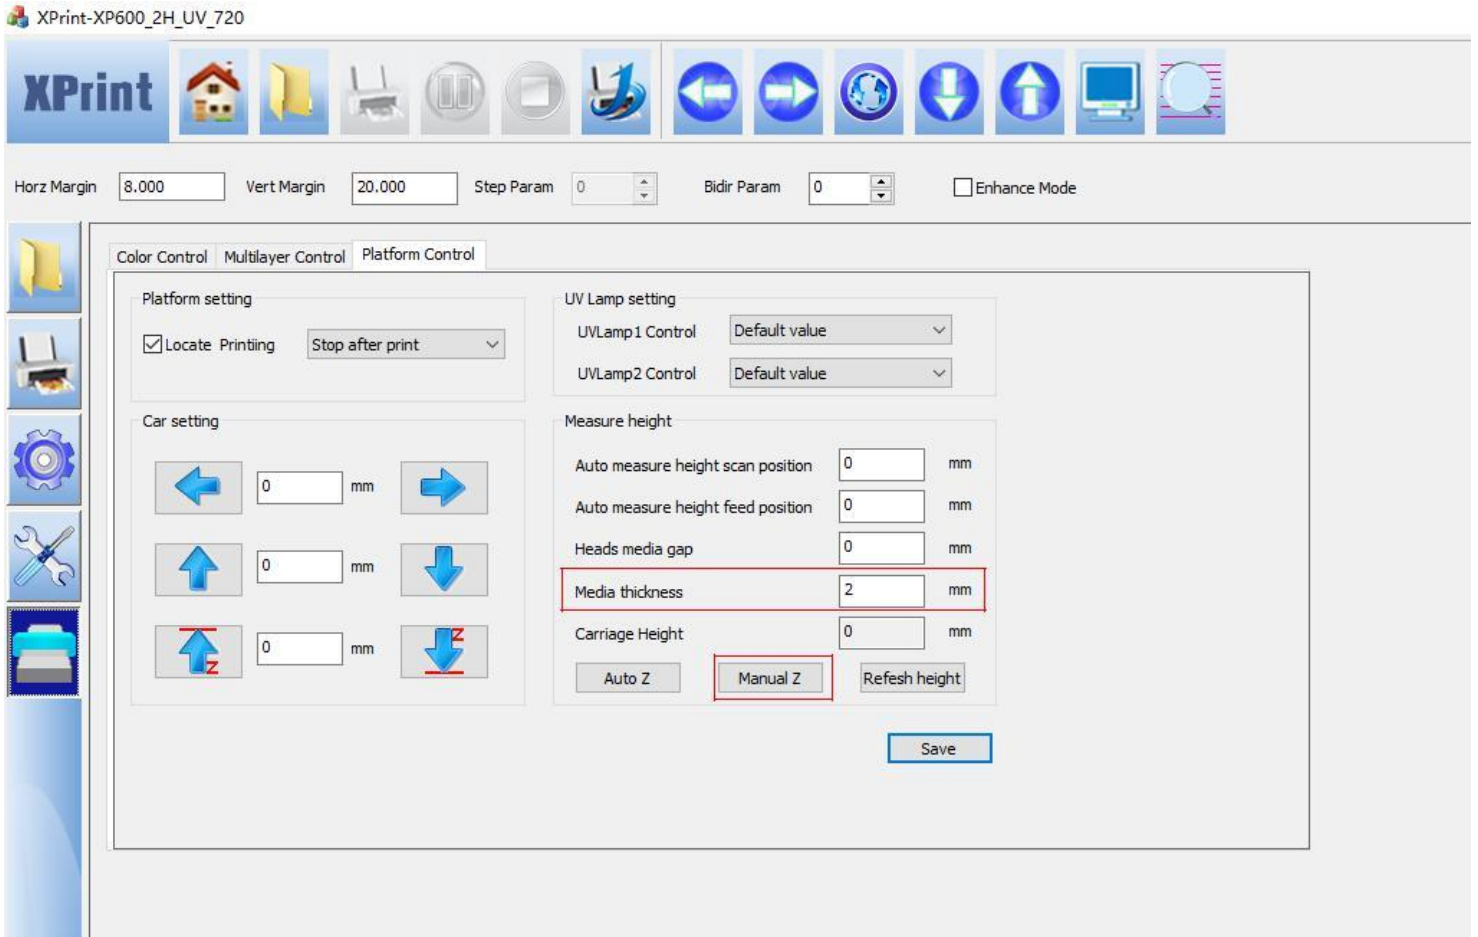 XPrint-XP600_2H_UV_720
XPrint
Horz Margin 8.000 Vert Margin 20.000 Step Param 0 Bidir Param 0 Enhance Mode
Color Control Multilayer Control Platform Control
Platform setting
Locate Printiing Stop after print
UV Lamp setting
UVLamp1 Control Default value
UVLamp2 Control Default value
Car setting
0 mm
0 mm
Z 0 mm Z
Measure height
Auto measure height scan position 0 mm
Auto measure height feed position 0 mm
Heads media gap 0 mm
Media thickness 2 mm
Carriage Height 0 mm
Auto Z Manual Z Refesh height
Save